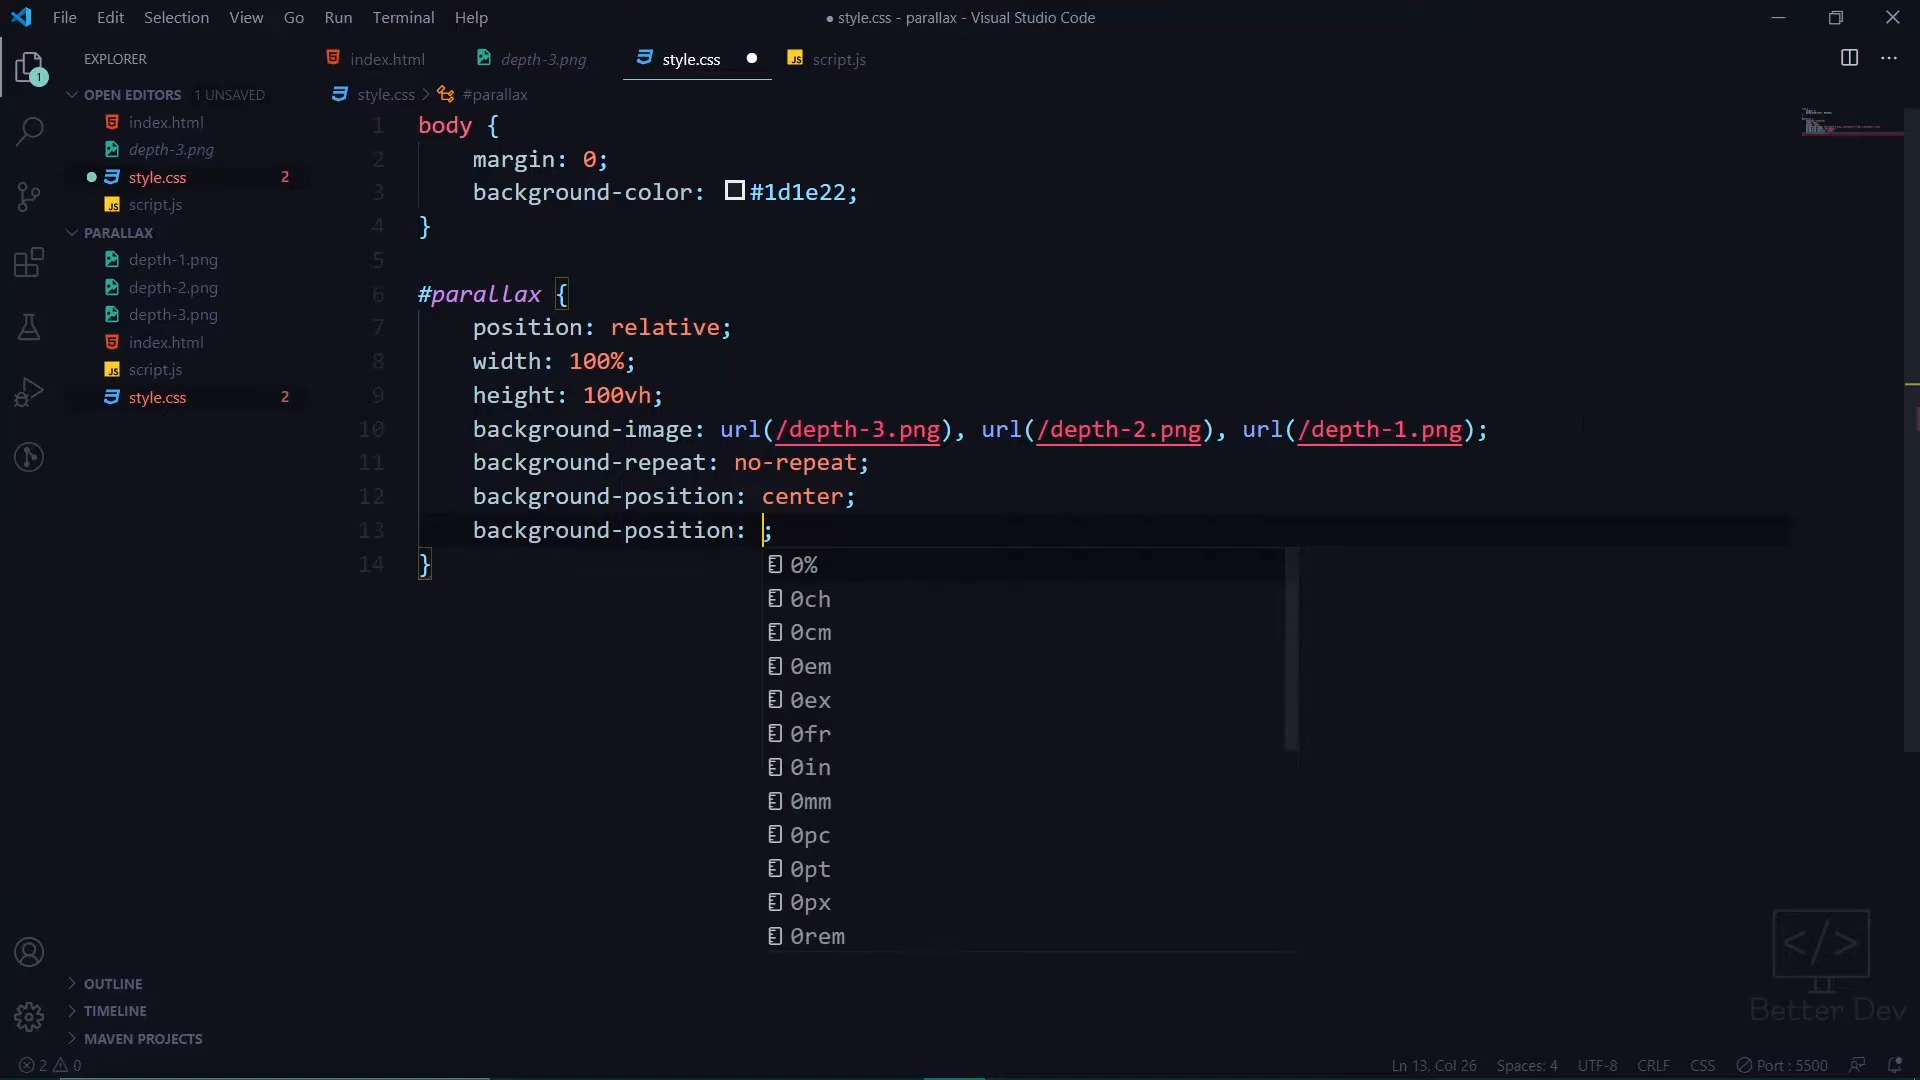 File Edit Selection View Go Run Terminal Help
● style.css - parallax - Visual Studio Code
EXPLORER
index.html depth-3.png style.css script.js
OPEN EDITORS 1 UNSAVED
index.html
depth-3.png
style.css 2
script.js
PARALLAX
depth-1.png
depth-2.png
depth-3.png
index.html
script.js
style.css 2
OUTLINE
TIMELINE
MAVEN PROJECTS
1
style.css > #parallax
1 body {
2 margin: 0;
3 background-color: #1d1e22;
4 }
5
6 #parallax {
7 position: relative;
8 width: 100%;
9 height: 100vh;
10 background-image: url(/depth-3.png), url(/depth-2.png), url(/depth-1.png);
11 background-repeat: no-repeat;
12 background-position: center;
13 background-position: ;
14 }
0%
0ch
0cm
0em
0ex
0fr
0in
0mm
0pc
0pt
0px
0rem
</>
Better Dev
2 0
Ln 13, Col 26 Spaces: 4 UTF-8 CRLF CSS Port : 5500